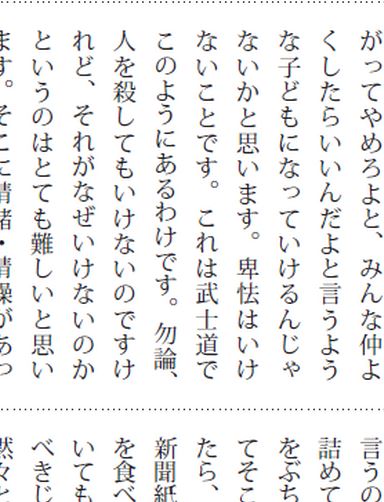 がってやめろよと、みんな仲よ
くしたらいいんだよと言うよう
な子どもになっていけるんじゃ
ないかと思います。卑怯はいけ
ないことです。これは武士道で
このようにあるわけです。勿論、
人を殺してもいけないのですけ
れど、それがなぜいけないのか
というのはとても難しいと思い
ます。そこに情緒・情操があっ
言うの
詰めて
をぶち
てそこ
たら、
新聞紙
を食べ
いても
べきじ
黙々と